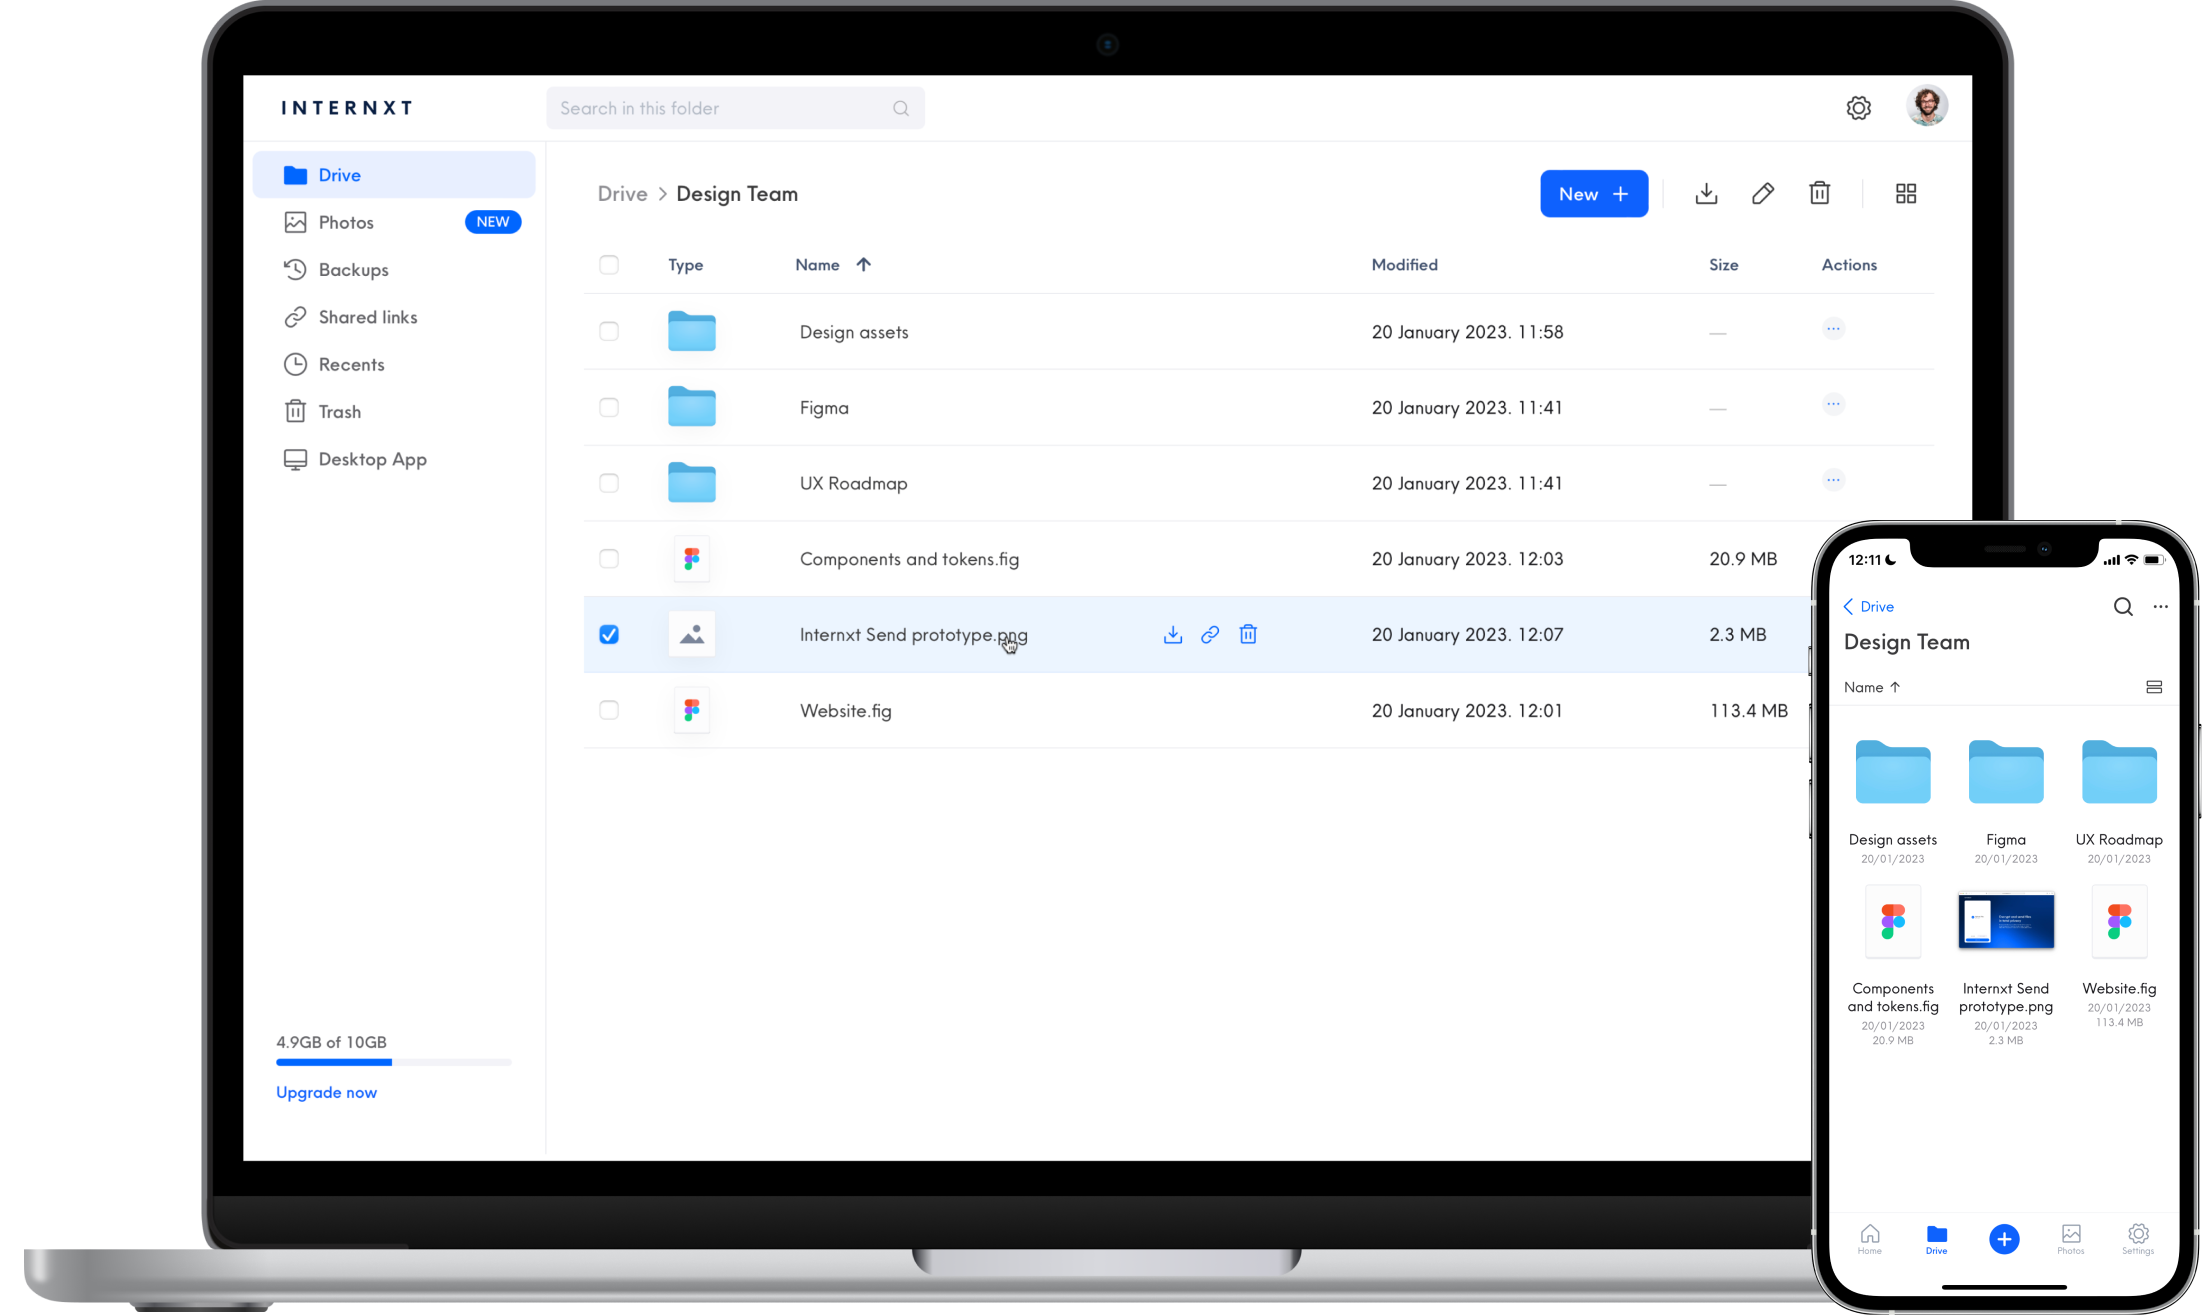 INTERNXT
Search in this folder
Drive
Photos
NEW
Backups
Shared links
Recents
Trash
Desktop App
4.9GB of 10GB
Upgrade now
Drive > Design Team
New +
Type Name ↑ Modified Size Actions
Design assets 20 January 2023. 11:58 —
Figma 20 January 2023. 11:41 —
UX Roadmap 20 January 2023. 11:41 —
Components and tokens.fig 20 January 2023. 12:03 20.9 MB
Internxt Send prototype.png 20 January 2023. 12:07 2.3 MB
Website.fig 20 January 2023. 12:01 113.4 MB
12:11
Drive
Design Team
Name ↑
Design assets Figma UX Roadmap
20/01/2023 20/01/2023 20/01/2023
Components Internxt Send Website.fig
and tokens.fig prototype.png 20/01/2023
20/01/2023 20/01/2023 113.4 MB
20.9 MB 2.3 MB
Home Drive Photos Settings